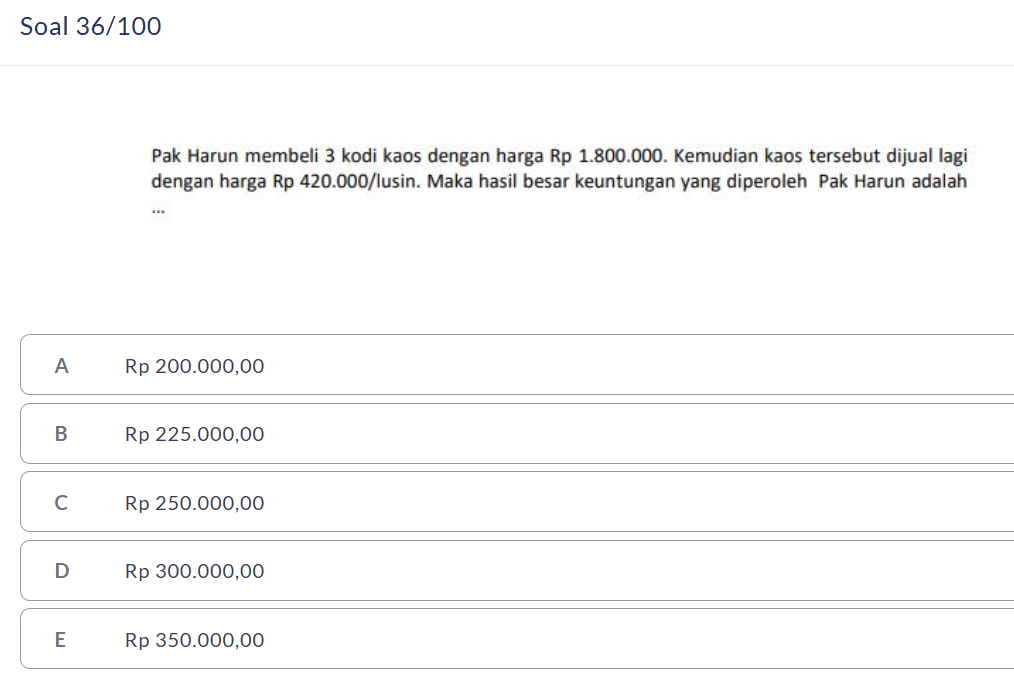 Soal 36/100
Pak Harun membeli 3 kodi kaos dengan harga Rp 1.800.000. Kemudian kaos tersebut dijual lagi
dengan harga Rp 420.000/lusin. Maka hasil besar keuntungan yang diperoleh Pak Harun adalah
...
A Rp 200.000,00
B Rp 225.000,00
C Rp 250.000,00
D Rp 300.000,00
E Rp 350.000,00